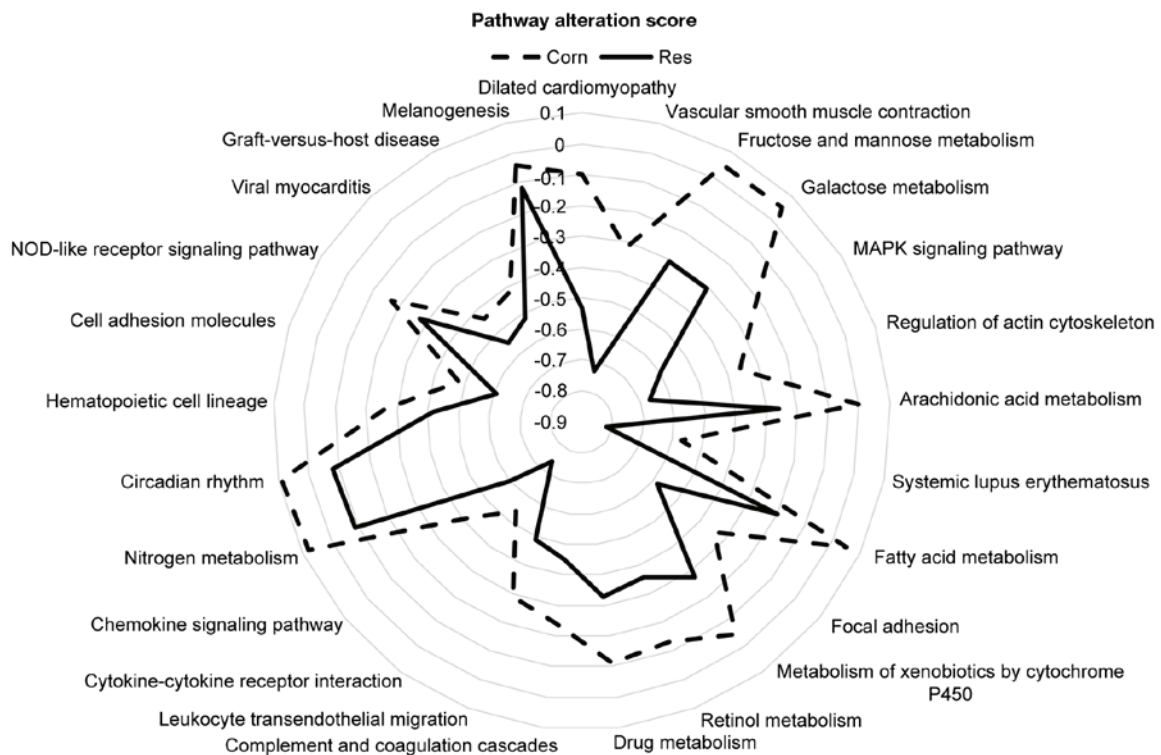 Pathway alteration score
Corn Res
Dilated cardiomyopathy
Melanogenesis
Vascular smooth muscle contraction
0.1
Graft-versus-host disease
Fructose and mannose metabolism
0
Viral myocarditis
-0.1
Galactose metabolism
-0.2
NOD-like receptor signaling pathway
MAPK signaling pathway
-0.3
-0.4
Cell adhesion molecules
-0.5
Regulation of actin cytoskeleton
-0.6
-0.7
Hematopoietic cell lineage
Arachidonic acid metabolism
-0.8
-0.9
Circadian rhythm
Systemic lupus erythematosus
Nitrogen metabolism
Fatty acid metabolism
Chemokine signaling pathway
Focal adhesion
Cytokine-cytokine receptor interaction
Metabolism of xenobiotics by cytochrome
P450
Leukocyte transendothelial migration
Retinol metabolism
Complement and coagulation cascades
Drug metabolism